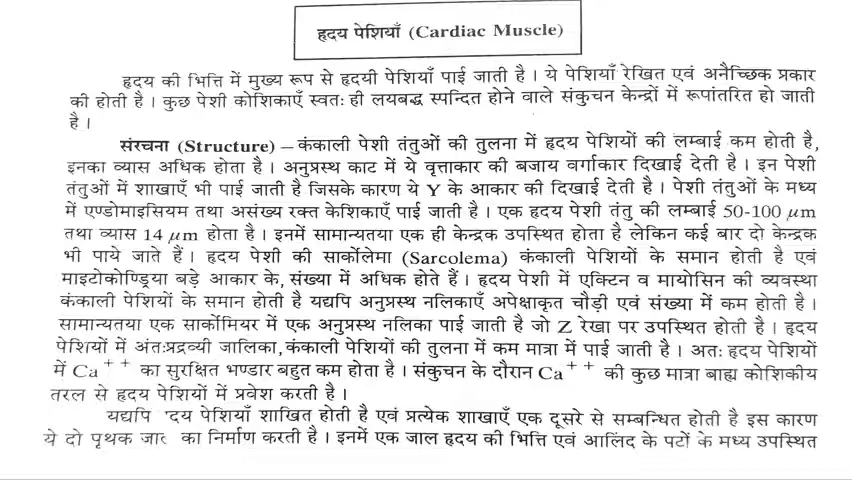 हृदय पेशियाँ (Cardiac Muscle)
हृदय की भित्ति में मुख्य रूप से हृदयी पेशियाँ पाई जाती है। ये पेशियाँ रेखित एवं अनैच्छिक प्रकार
की होती है। कुछ पेशी कोशिकाएँ स्वतः ही लयबद्ध स्पन्दित होने वाले संकुचन केन्द्रों में रूपांतरित हो जाती
है।
संरचना (Structure) – कंकाली पेशी तंतुओं की तुलना में हृदय पेशियों की लम्बाई कम होती है,
इनका व्यास अधिक होता है। अनुप्रस्थ काट में ये वृत्ताकार की बजाय वर्गाकार दिखाई देती है। इन पेशी
तंतुओं में शाखाएँ भी पाई जाती है जिसके कारण ये Y के आकार की दिखाई देती है। पेशी तंतुओं के मध्य
में एण्डोमाइसियम तथा असंख्य रक्त केशिकाएँ पाई जाती है। एक हृदय पेशी तंतु की लम्बाई 50-100 μm
तथा व्यास 14 μm होता है। इनमें सामान्यतया एक ही केन्द्रक उपस्थित होता है लेकिन कई बार दो केन्द्रक
भी पाये जाते हैं। हृदय पेशी की सार्कोलेमा (Sarcolema) कंकाली पेशियों के समान होती है एवं
माइटोकोण्ड्रिया बड़े आकार के, संख्या में अधिक होते हैं। हृदय पेशी में एक्टिन व मायोसिन की व्यवस्था
कंकाली पेशियों के समान होती है यद्यपि अनुप्रस्थ नलिकाएँ अपेक्षाकृत चौड़ी एवं संख्या में कम होती है।
सामान्यतया एक सार्कोमियर में एक अनुप्रस्थ नलिका पाई जाती है जो Z रेखा पर उपस्थित होती है। हृदय
पेशियों में अंतःप्रद्रव्यी जालिका, कंकाली पेशियों की तुलना में कम मात्रा में पाई जाती है। अतः हृदय पेशियों
में Ca⁺⁺ का सुरक्षित भण्डार बहुत कम होता है। संकुचन के दौरान Ca⁺⁺ की कुछ मात्रा बाह्य कोशिकीय
तरल से हृदय पेशियों में प्रवेश करती है।
यद्यपि पेशियाँ शाखित होती है एवं प्रत्येक शाखाएँ एक दूसरे से सम्बन्धित होती है इस कारण
ये दो पृथक का निर्माण करती है। इनमें एक जाल हृदय की भित्ति एवं आलिंद के पटों के मध्य उपस्थित